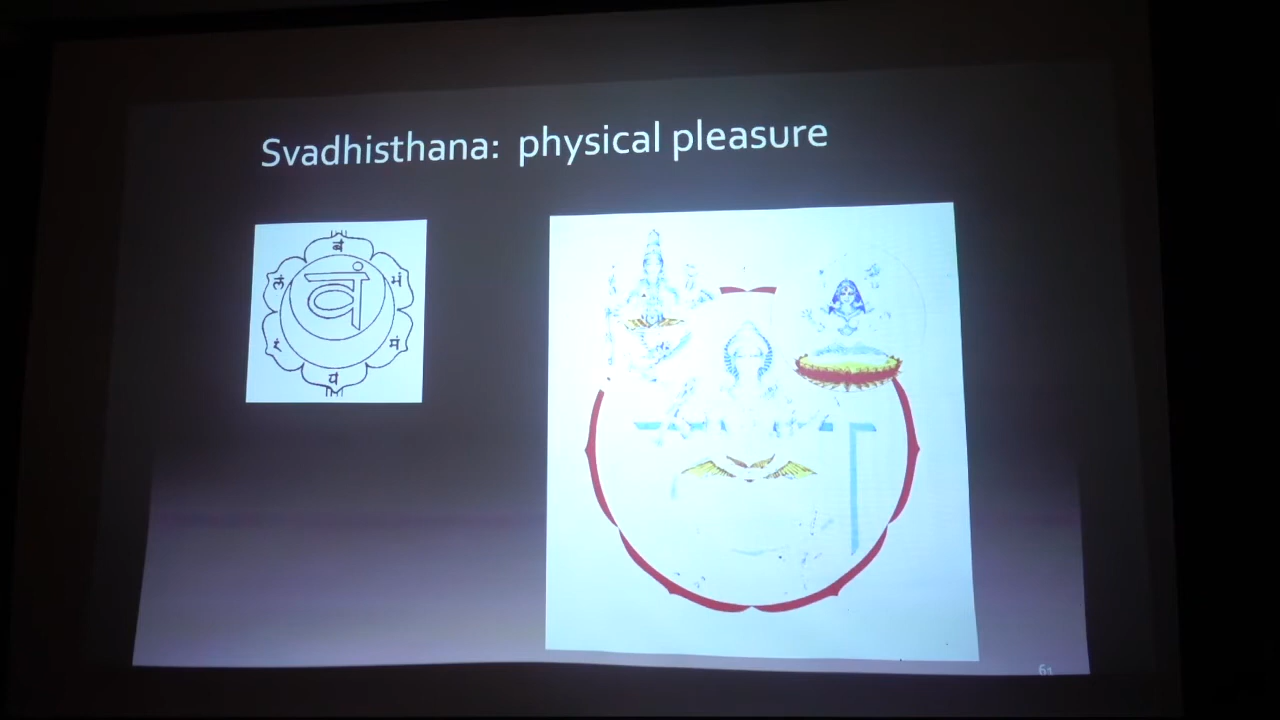 Svadhisthana: physical pleasure
बं
लं
भं
वं
रं
मं
यं
61